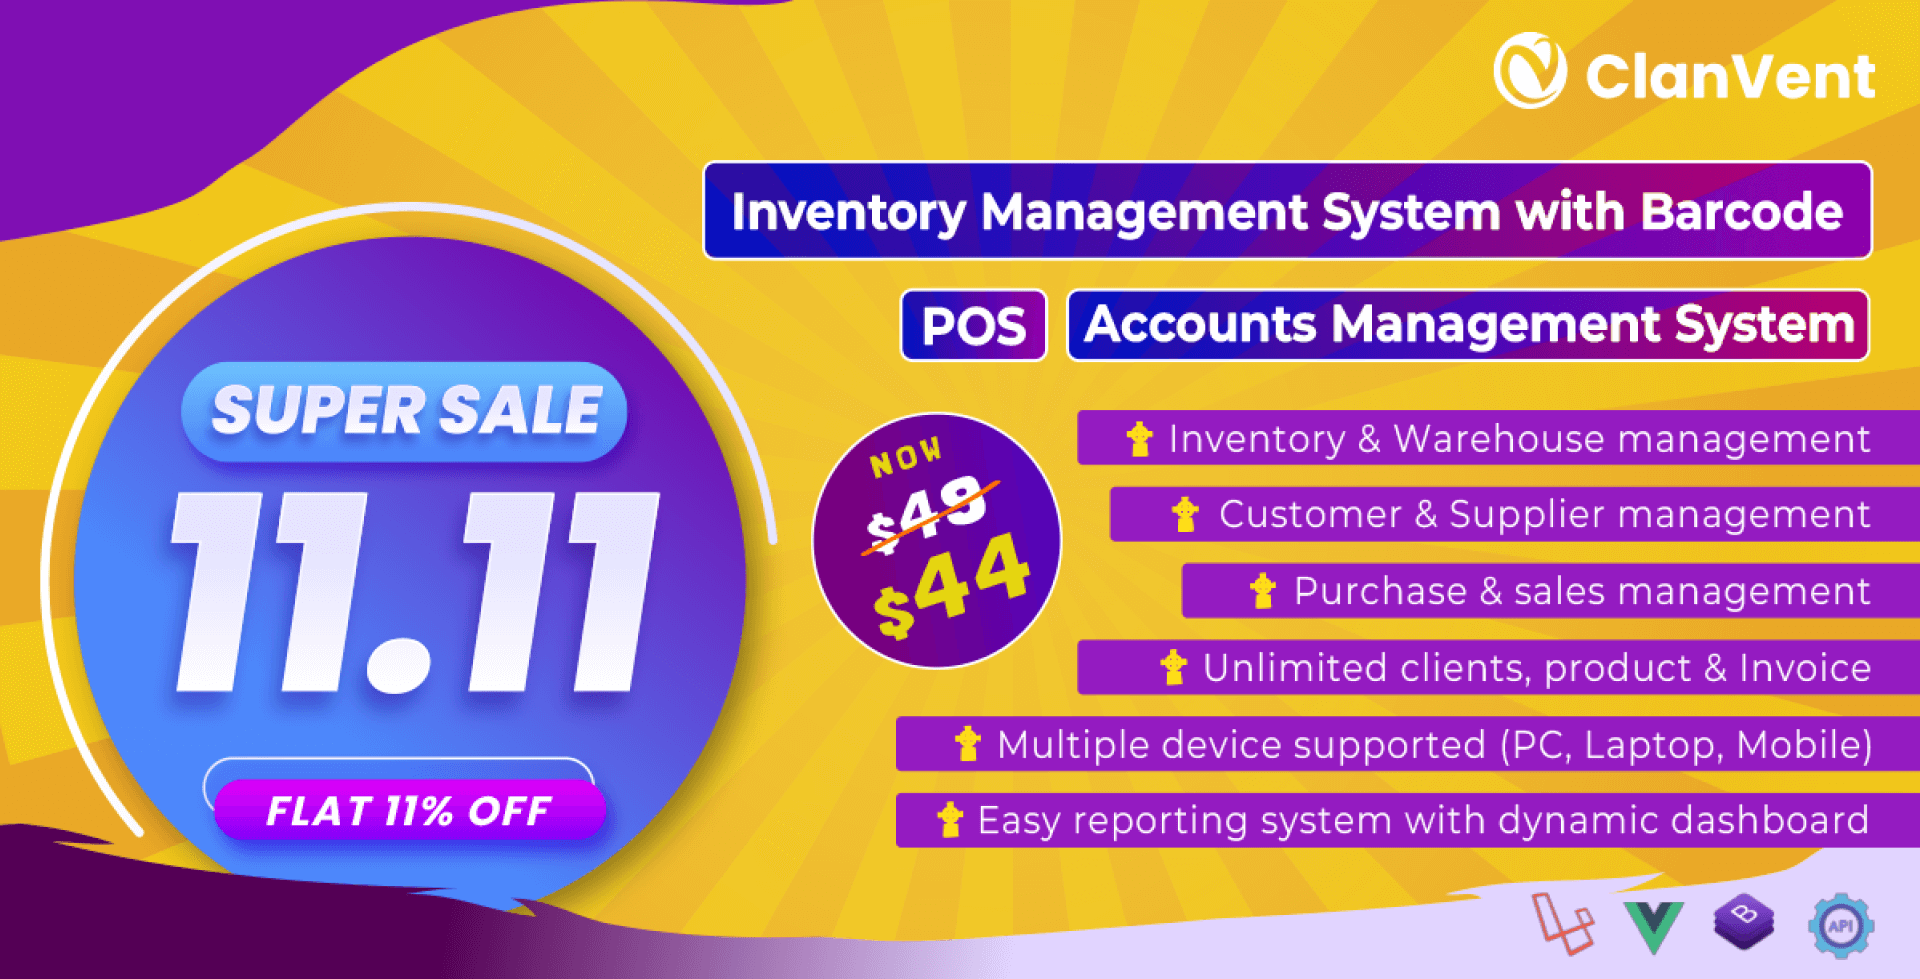 ClanVent
Inventory Management System with Barcode
POS
Accounts Management System
SUPER SALE
11.11
FLAT 11% OFF
NOW
$49
$44
Inventory & Warehouse management
Customer & Supplier management
Purchase & sales management
Unlimited clients, product & Invoice
Multiple device supported (PC, Laptop, Mobile)
Easy reporting system with dynamic dashboard
B
API